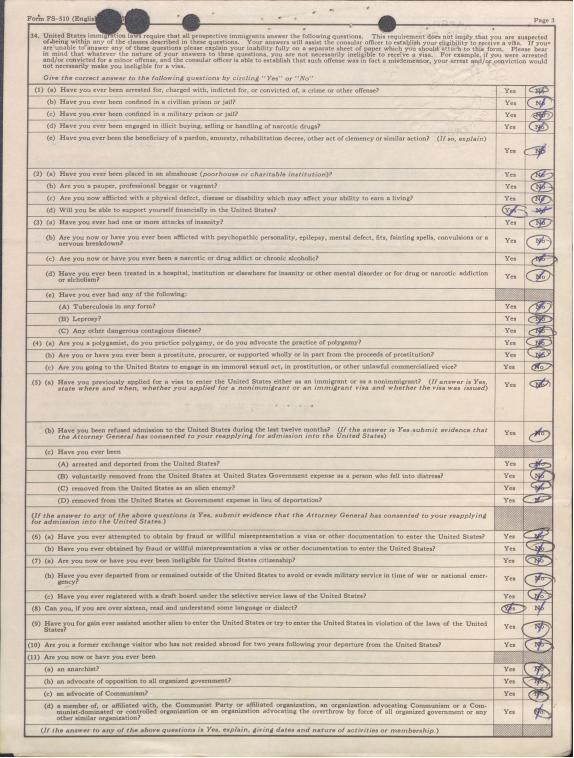 Form FS-510 (English
Page 3
34. United States immigration laws require that all prospective immigrants answer the following questions. This requirement does not imply that you are suspected
of being within any of the classes described in these questions. Your answers will assist the consular officer to establish your eligibility to receive a visa. If you
are unable to answer any of these questions please explain your inability fully on a separate sheet of paper which you should attach to this form. Please bear
in mind that whatever the nature of your answers to these questions, you are not necessarily ineligible to receive a visa. For example, if you were arrested
and/or convicted for a minor offense, and the consular officer is able to establish that such offense was in fact a misdemeanor, your arrest and/or conviction would
not necessarily make you ineligible for a visa.
Give the correct answer to the following questions by circling "Yes" or "No"
(1) (a) Have you ever been arrested for, charged with, indicted for, or convicted of, a crime or other offense? Yes No
(b) Have you ever been confined in a civilian prison or jail? Yes No
(c) Have you ever been confined in a military prison or jail? Yes No
(d) Have you ever been engaged in illicit buying, selling or handling of narcotic drugs? Yes No
(e) Have you ever been the beneficiary of a pardon, amnesty, rehabilitation decree, other act of clemency or similar action? (If so, explain)
Yes No
(2) (a) Have you ever been placed in an almshouse (poorhouse or charitable institution)? Yes No
(b) Are you a pauper, professional beggar or vagrant? Yes No
(c) Are you now afflicted with a physical defect, disease or disability which may affect your ability to earn a living? Yes No
(d) Will you be able to support yourself financially in the United States? Yes No
(3) (a) Have you ever had one or more attacks of insanity? Yes No
(b) Are you now or have you ever been afflicted with psychopathic personality, epilepsy, mental defect, fits, fainting spells, convulsions or a
nervous breakdown? Yes No
(c) Are you now or have you ever been a narcotic or drug addict or chronic alcoholic? Yes No
(d) Have you ever been treated in a hospital, institution or elsewhere for insanity or other mental disorder or for drug or narcotic addiction
or alcholism? Yes No
(e) Have you ever had any of the following:
(A) Tuberculosis in any form? Yes No
(B) Leprosy? Yes No
(C) Any other dangerous contagious disease? Yes No
(4) (a) Are you a polygamist, do you practice polygamy, or do you advocate the practice of polygamy? Yes No
(b) Are you or have you ever been a prostitute, procurer, or supported wholly or in part from the proceeds of prostitution? Yes No
(c) Are you going to the United States to engage in an immoral sexual act, in prostitution, or other unlawful commercialized vice? Yes No
(5) (a) Have you previously applied for a visa to enter the United States either as an immigrant or as a nonimmigrant? (If answer is Yes,
state where and when, whether you applied for a nonimmigrant or an immigrant visa and whether the visa was issued) Yes No
(b) Have you been refused admission to the United States during the last twelve months? (If the answer is Yes submit evidence that
the Attorney General has consented to your reapplying for admission into the United States) Yes No
(c) Have you ever been
(A) arrested and deported from the United States? Yes No
(B) voluntarily removed from the United States at United States Government expense as a person who fell into distress? Yes No
(C) removed from the United States as an alien enemy? Yes No
(D) removed from the United States at Government expense in lieu of deportation? Yes No
(If the answer to any of the above questions is Yes, submit evidence that the Attorney General has consented to your reapplying
for admission into the United States.)
(6) (a) Have you ever attempted to obtain by fraud or willful misrepresentation a visa or other documentation to enter the United States? Yes No
(b) Have you ever obtained by fraud or willful misrepresentation a visa or other documentation to enter the United States? Yes No
(7) (a) Are you now or have you ever been ineligible for United States citizenship? Yes No
(b) Have you ever departed from or remained outside of the United States to avoid or evade military service in time of war or national emer-
gency? Yes No
(c) Have you ever registered with a draft board under the selective service laws of the United States? Yes No
(8) Can you, if you are over sixteen, read and understand some language or dialect? Yes No
(9) Have you for gain ever assisted another alien to enter the United States or try to enter the United States in violation of the laws of the United
States? Yes No
(10) Are you a former exchange visitor who has not resided abroad for two years following your departure from the United States? Yes No
(11) Are you now or have you ever been
(a) an anarchist? Yes No
(b) an advocate of opposition to all organized government? Yes No
(c) an advocate of Communism? Yes No
(d) a member of, or affiliated with, the Communist Party or affiliated organization, an organization advocating Communism or a Com-
munist-dominated or controlled organization or an organization advocating the overthrow by force of all organized government or any
other similar organization? Yes No
(If the answer to any of the above questions is Yes, explain, giving dates and nature of activities or membership.)